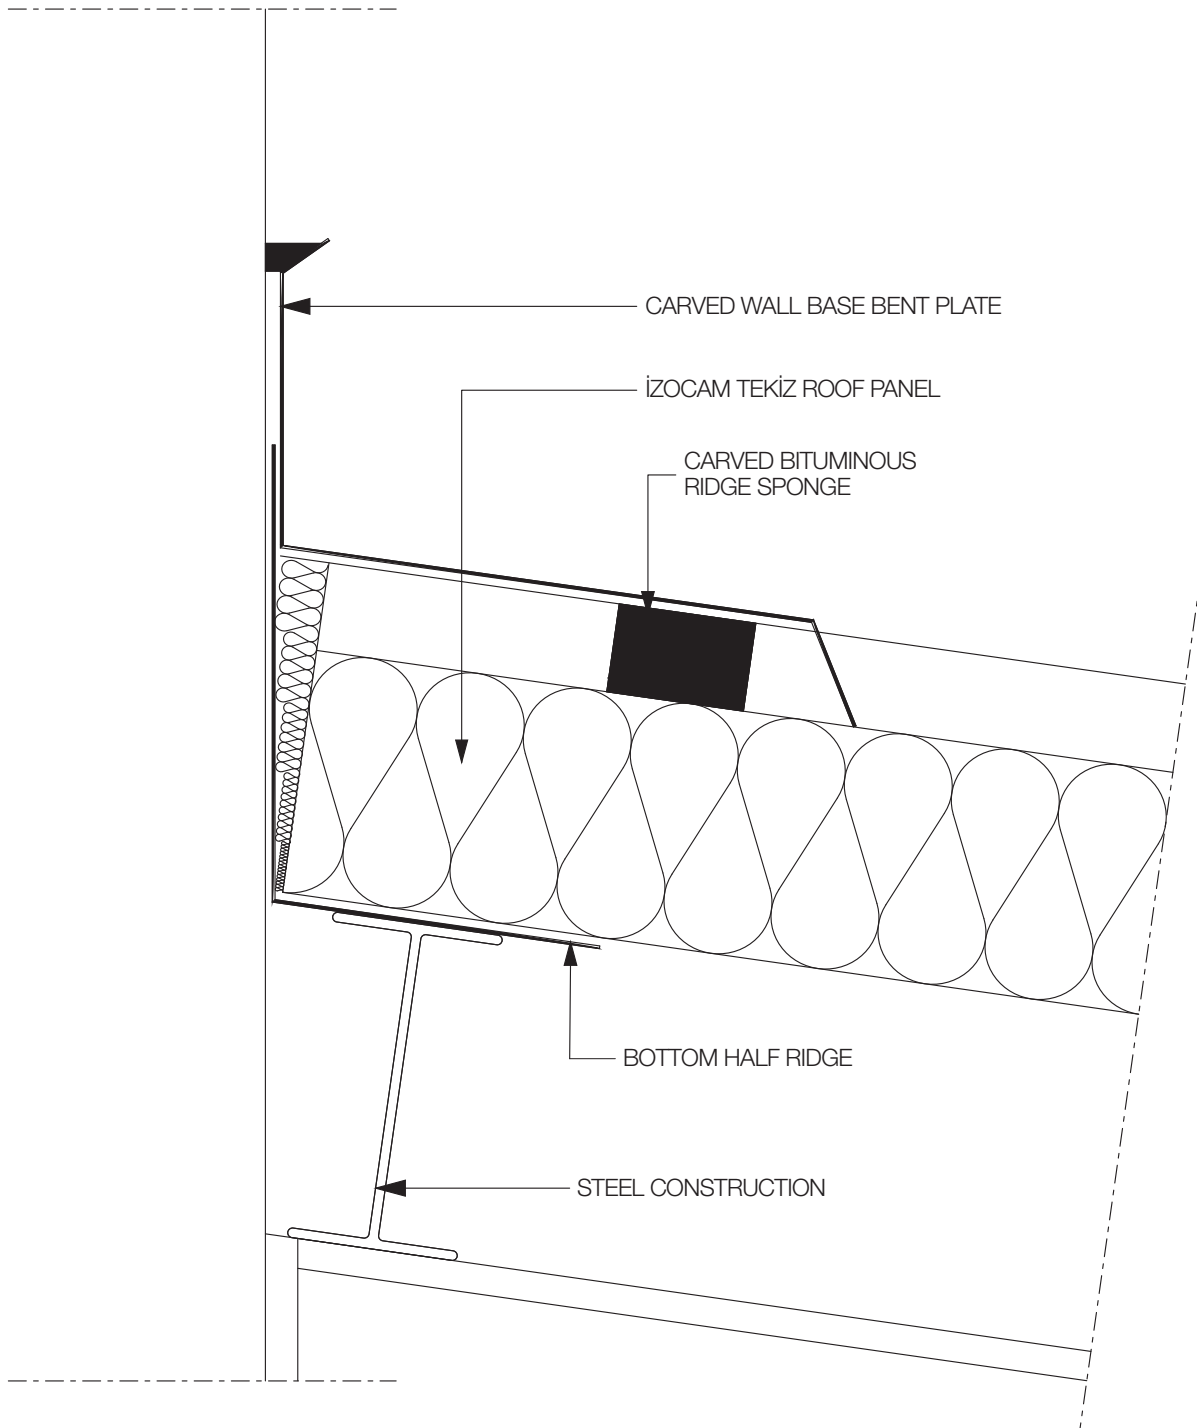 CARVED WALL BASE BENT PLATE
İZOCAM TEKİZ ROOF PANEL
CARVED BITUMINOUS
RIDGE SPONGE
BOTTOM HALF RIDGE
STEEL CONSTRUCTION